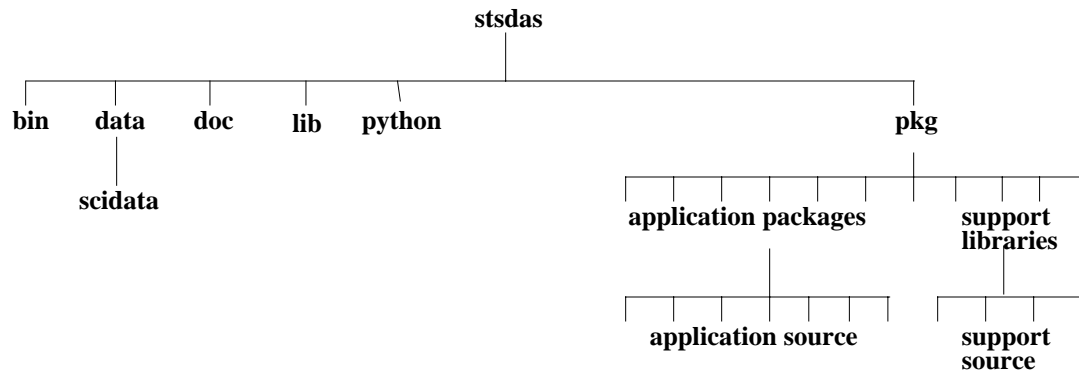 stsdas
bin data doc lib python pkg
scidata
application packages
support
libraries
application source
support
source